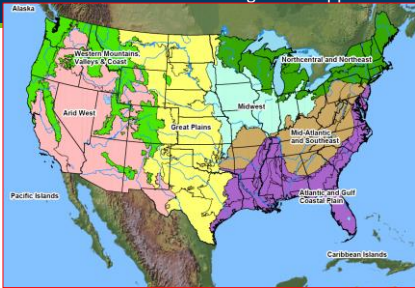 Alaska
Western Mountains,
Valleys & Coast
Northcentral and Northeast
Arid West
Midwest
Great Plains
Mid-Atlantic
and Southeast
Pacific Islands
Atlantic and Gulf
Coastal Plain
Caribbean Islands